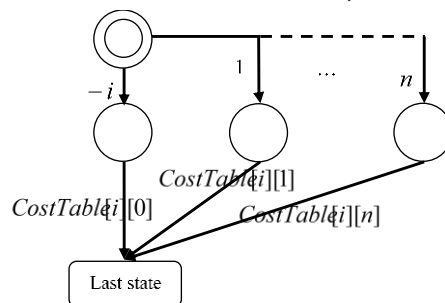 1
...
n
−i
CostTable[i][1]
CostTable[i][0]
CostTable[i][n]
Last state